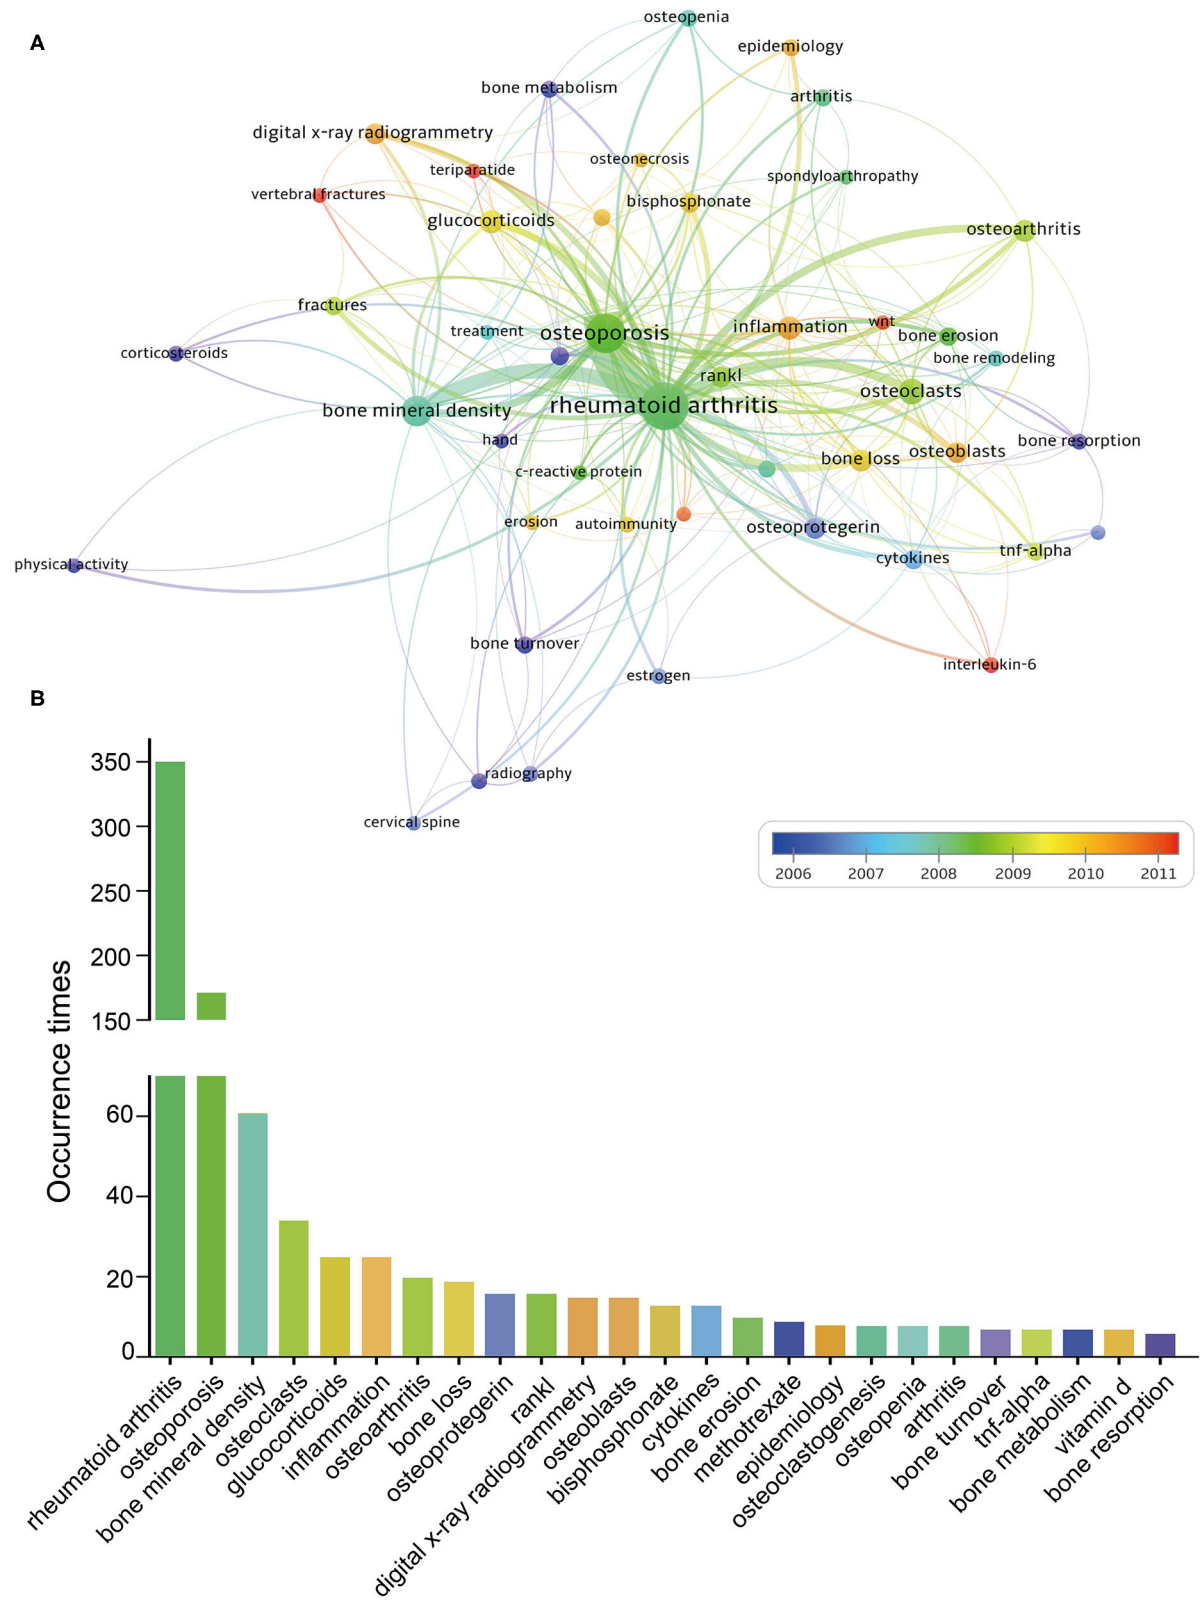 A
osteopenia
epidemiology
bone metabolism
arthritis
digital x-ray radiogrammetry
osteonecrosis
teriparatide
spondyloarthropathy
vertebral fractures
bisphosphonate
glucocorticoids
osteoarthritis
fractures
wnt
inflammation
treatment
osteoporosis
bone erosion
corticosteroids
bone remodeling
rankl
osteoclasts
rheumatoid arthritis
bone mineral density
hand
bone resorption
osteoblasts
bone loss
c-reactive protein
erosion
autoimmunity
osteoprotegerin
tnf-alpha
cytokines
physical activity
bone turnover
interleukin-6
estrogen
radiography
cervical spine
2006 2007 2008 2009 2010 2011
B
Occurrence times
350
300
250
200
150
60
40
20
0
rheumatoid arthritis
osteoporosis
bone mineral density
osteoclasts
glucocorticoids
inflammation
osteoarthritis
bone loss
osteoprotegerin
rankl
digital x-ray radiogrammetry
osteoblasts
bisphosphonate
cytokines
bone erosion
methotrexate
epidemiology
osteoclastogenesis
osteopenia
arthritis
bone turnover
tnf-alpha
bone metabolism
vitamin d
bone resorption